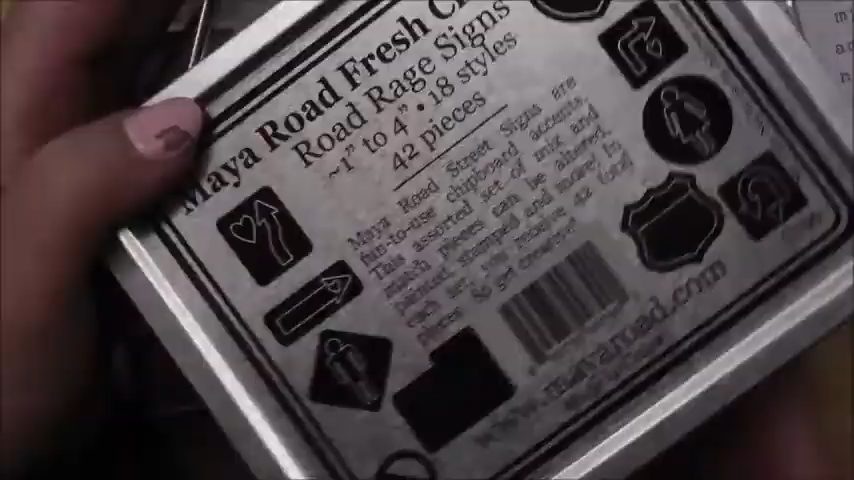 Maya Road Fresh C
Road Rage Signs
~1" to 4" • 18 styles
42 pieces
Maya Road Street Signs are
fun-to-use chipboard accents.
This assorted set of mix and
match pieces can be altered,
painted, stamped and more! In
each set, you receive 42 total
pieces. So get creative!
www.mayaroad.com